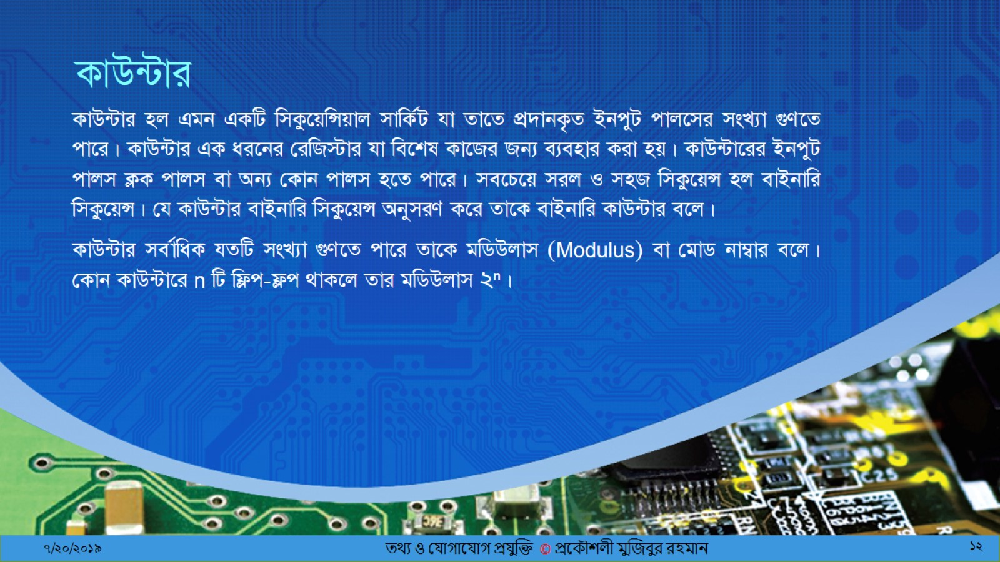 কাউন্টার
কাউন্টার হল এমন একটি সিকুয়েন্সিয়াল সার্কিট যা তাতে প্রদানকৃত ইনপুট পালসের সংখ্যা গুণতে
পারে। কাউন্টার এক ধরনের রেজিস্টার যা বিশেষ কাজের জন্য ব্যবহার করা হয়। কাউন্টারের ইনপুট
পালস ক্লক পালস বা অন্য কোন পালস হতে পারে। সবচেয়ে সরল ও সহজ সিকুয়েন্স হল বাইনারি
সিকুয়েন্স। যে কাউন্টার বাইনারি সিকুয়েন্স অনুসরণ করে তাকে বাইনারি কাউন্টার বলে।
কাউন্টার সর্বাধিক যতটি সংখ্যা গুণতে পারে তাকে মডিউলাস (Modulus) বা মোড নাম্বার বলে।
কোন কাউন্টারে n টি ফ্লিপ-ফ্লপ থাকলে তার মডিউলাস ২ⁿ।
C25
36C
৭/২০/২০১৯
তথ্য ও যোগাযোগ প্রযুক্তি © প্রকৌশলী মুজিবুর রহমান
১২